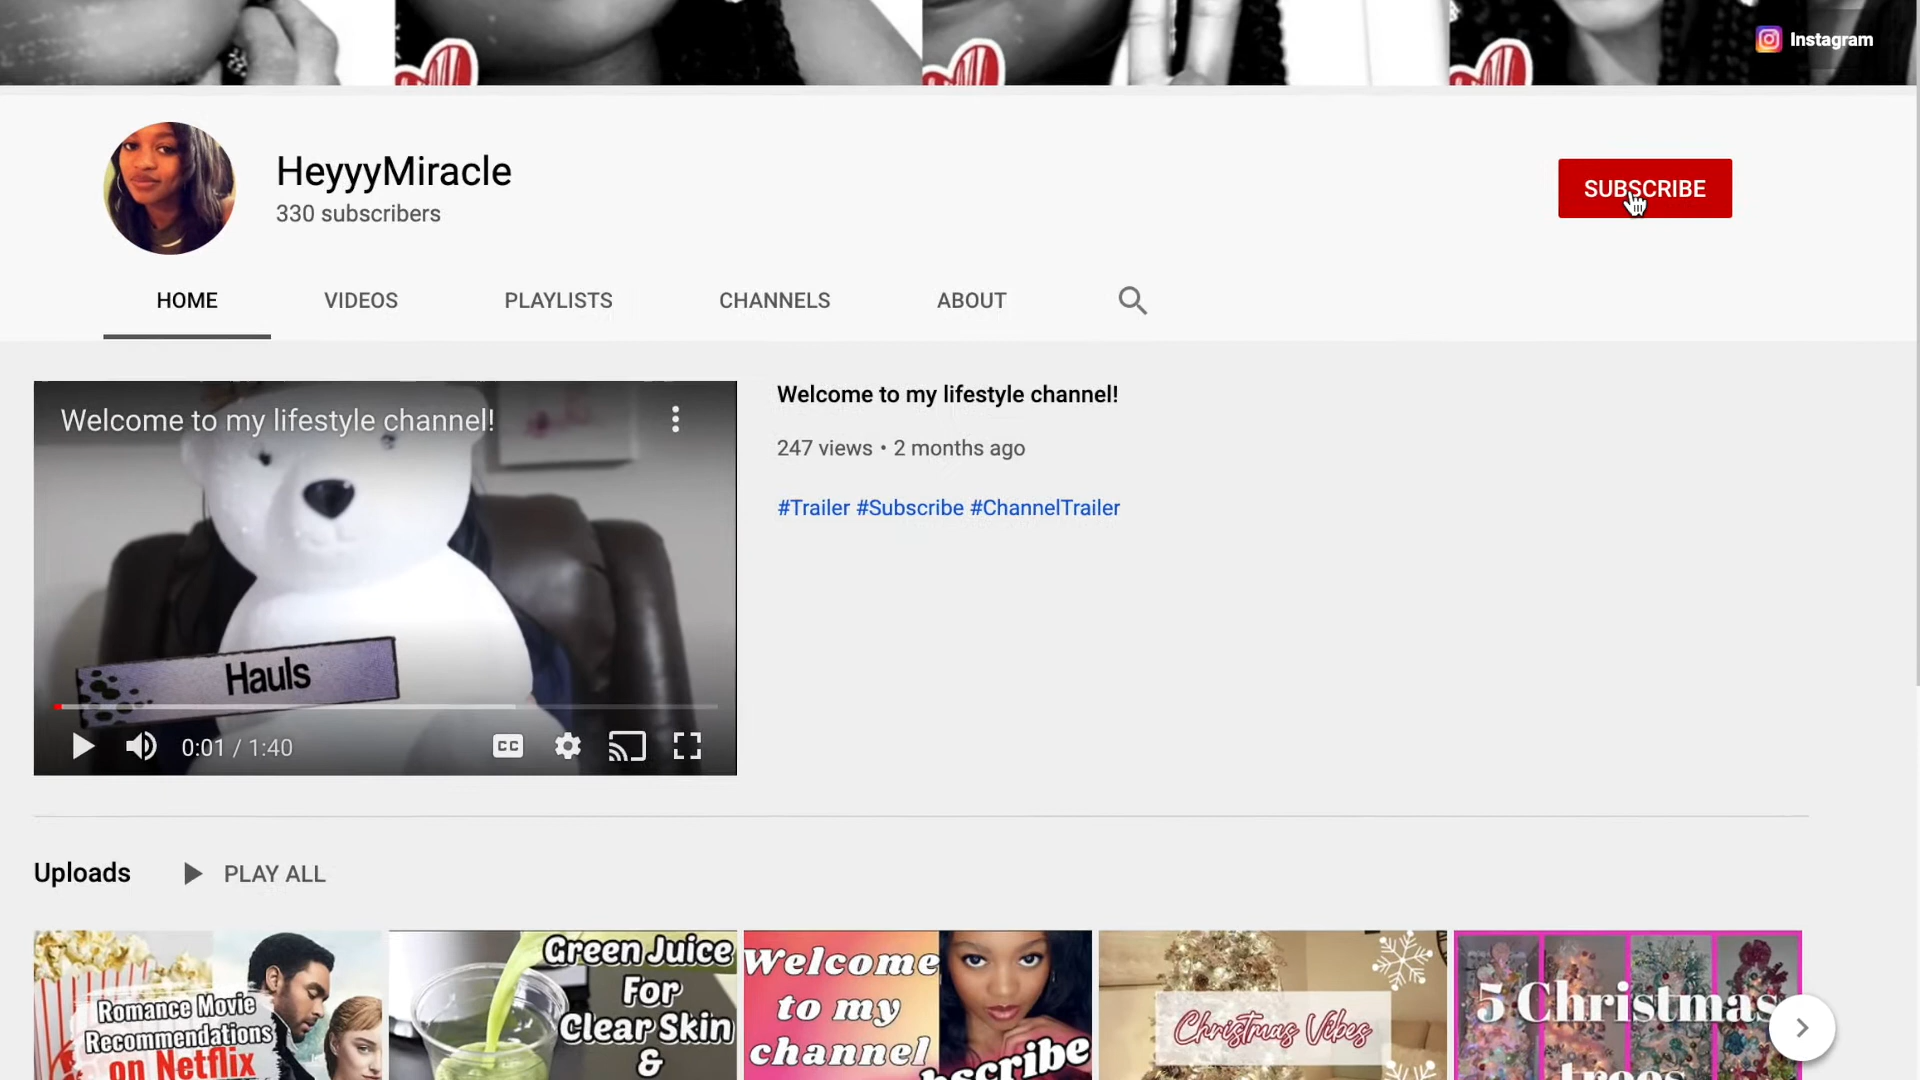 Instagram
HeyyyMiracle
330 subscribers
SUBSCRIBE
HOME VIDEOS PLAYLISTS CHANNELS ABOUT
Welcome to my lifestyle channel!
Hauls
0:01 / 1:40
CC
Welcome to my lifestyle channel!
247 views • 2 months ago
#Trailer #Subscribe #ChannelTrailer
Uploads PLAY ALL
Romance Movie
Recommendations
on Netflix
Green Juice
For
Clear Skin
&
Welcome
to my
channel
Christmas Vibes
5 Christmas
trees